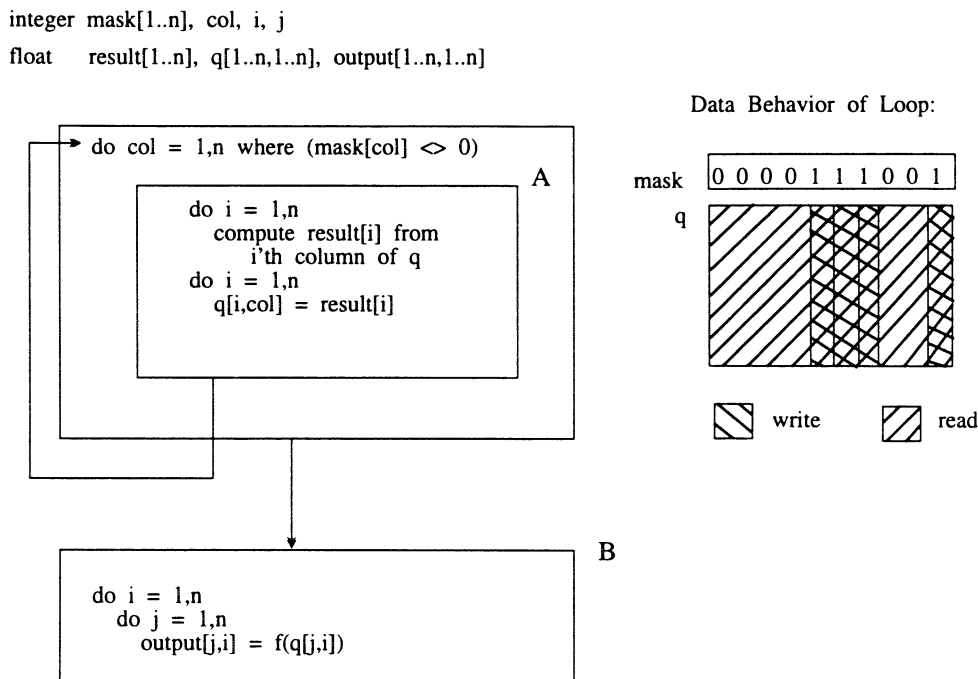 integer mask[1..n], col, i, j
float result[1..n], q[1..n,1..n], output[1..n,1..n]
do col = 1,n where (mask[col] <> 0)
A
do i = 1,n
compute result[i] from
i'th column of q
do i = 1,n
q[i,col] = result[i]
Data Behavior of Loop:
mask 0 0 0 0 1 1 1 0 0 1
q
write read
B
do i = 1,n
do j = 1,n
output[j,i] = f(q[j,i])